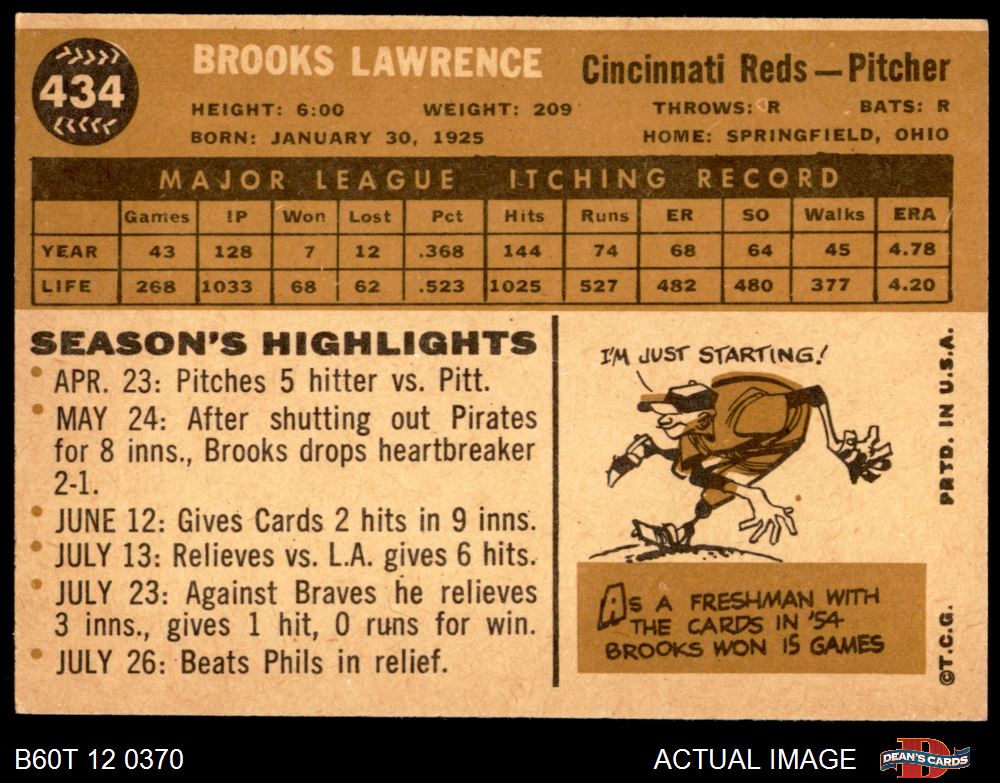 434
BROOKS LAWRENCE
Cincinnati Reds — Pitcher
HEIGHT: 6:00 WEIGHT: 209 THROWS: R BATS: R
BORN: JANUARY 30, 1925 HOME: SPRINGFIELD, OHIO
MAJOR LEAGUE ITCHING RECORD
Games IP Won Lost Pct Hits Runs ER SO Walks ERA
YEAR 43 128 7 12 .368 144 74 68 64 45 4.78
LIFE 268 1033 68 62 .523 1025 527 482 480 377 4.20
SEASON'S HIGHLIGHTS
• APR. 23: Pitches 5 hitter vs. Pitt.
• MAY 24: After shutting out Pirates
for 8 inns., Brooks drops heartbreaker
2-1.
• JUNE 12: Gives Cards 2 hits in 9 inns.
• JULY 13: Relieves vs. L.A. gives 6 hits.
• JULY 23: Against Braves he relieves
3 inns., gives 1 hit, 0 runs for win.
• JULY 26: Beats Phils in relief.
I'M JUST STARTING!
AS A FRESHMAN WITH
THE CARDS IN '54
BROOKS WON 15 GAMES
PRTD. IN U.S.A.
©T.C.G.
B60T 12 0370
ACTUAL IMAGE
D
DEAN'S CARDS